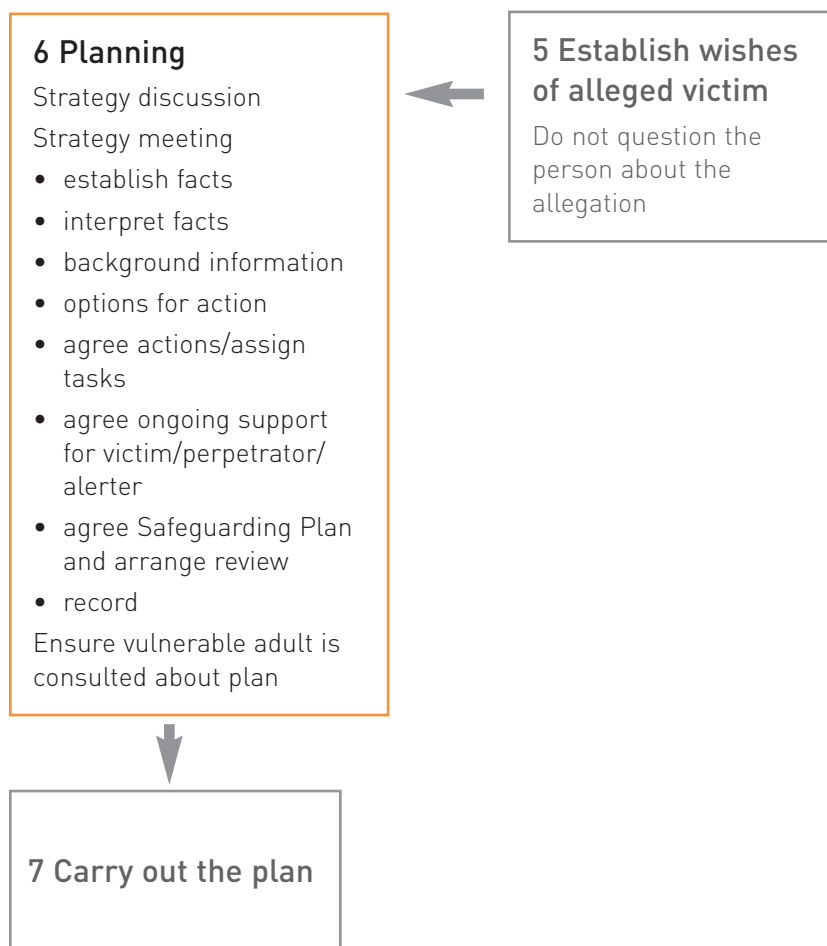 6 Planning
Strategy discussion
Strategy meeting
• establish facts
• interpret facts
• background information
• options for action
• agree actions/assign
tasks
• agree ongoing support
for victim/perpetrator/
alerter
• agree Safeguarding Plan
and arrange review
• record
Ensure vulnerable adult is
consulted about plan
5 Establish wishes
of alleged victim
Do not question the
person about the
allegation
7 Carry out the plan